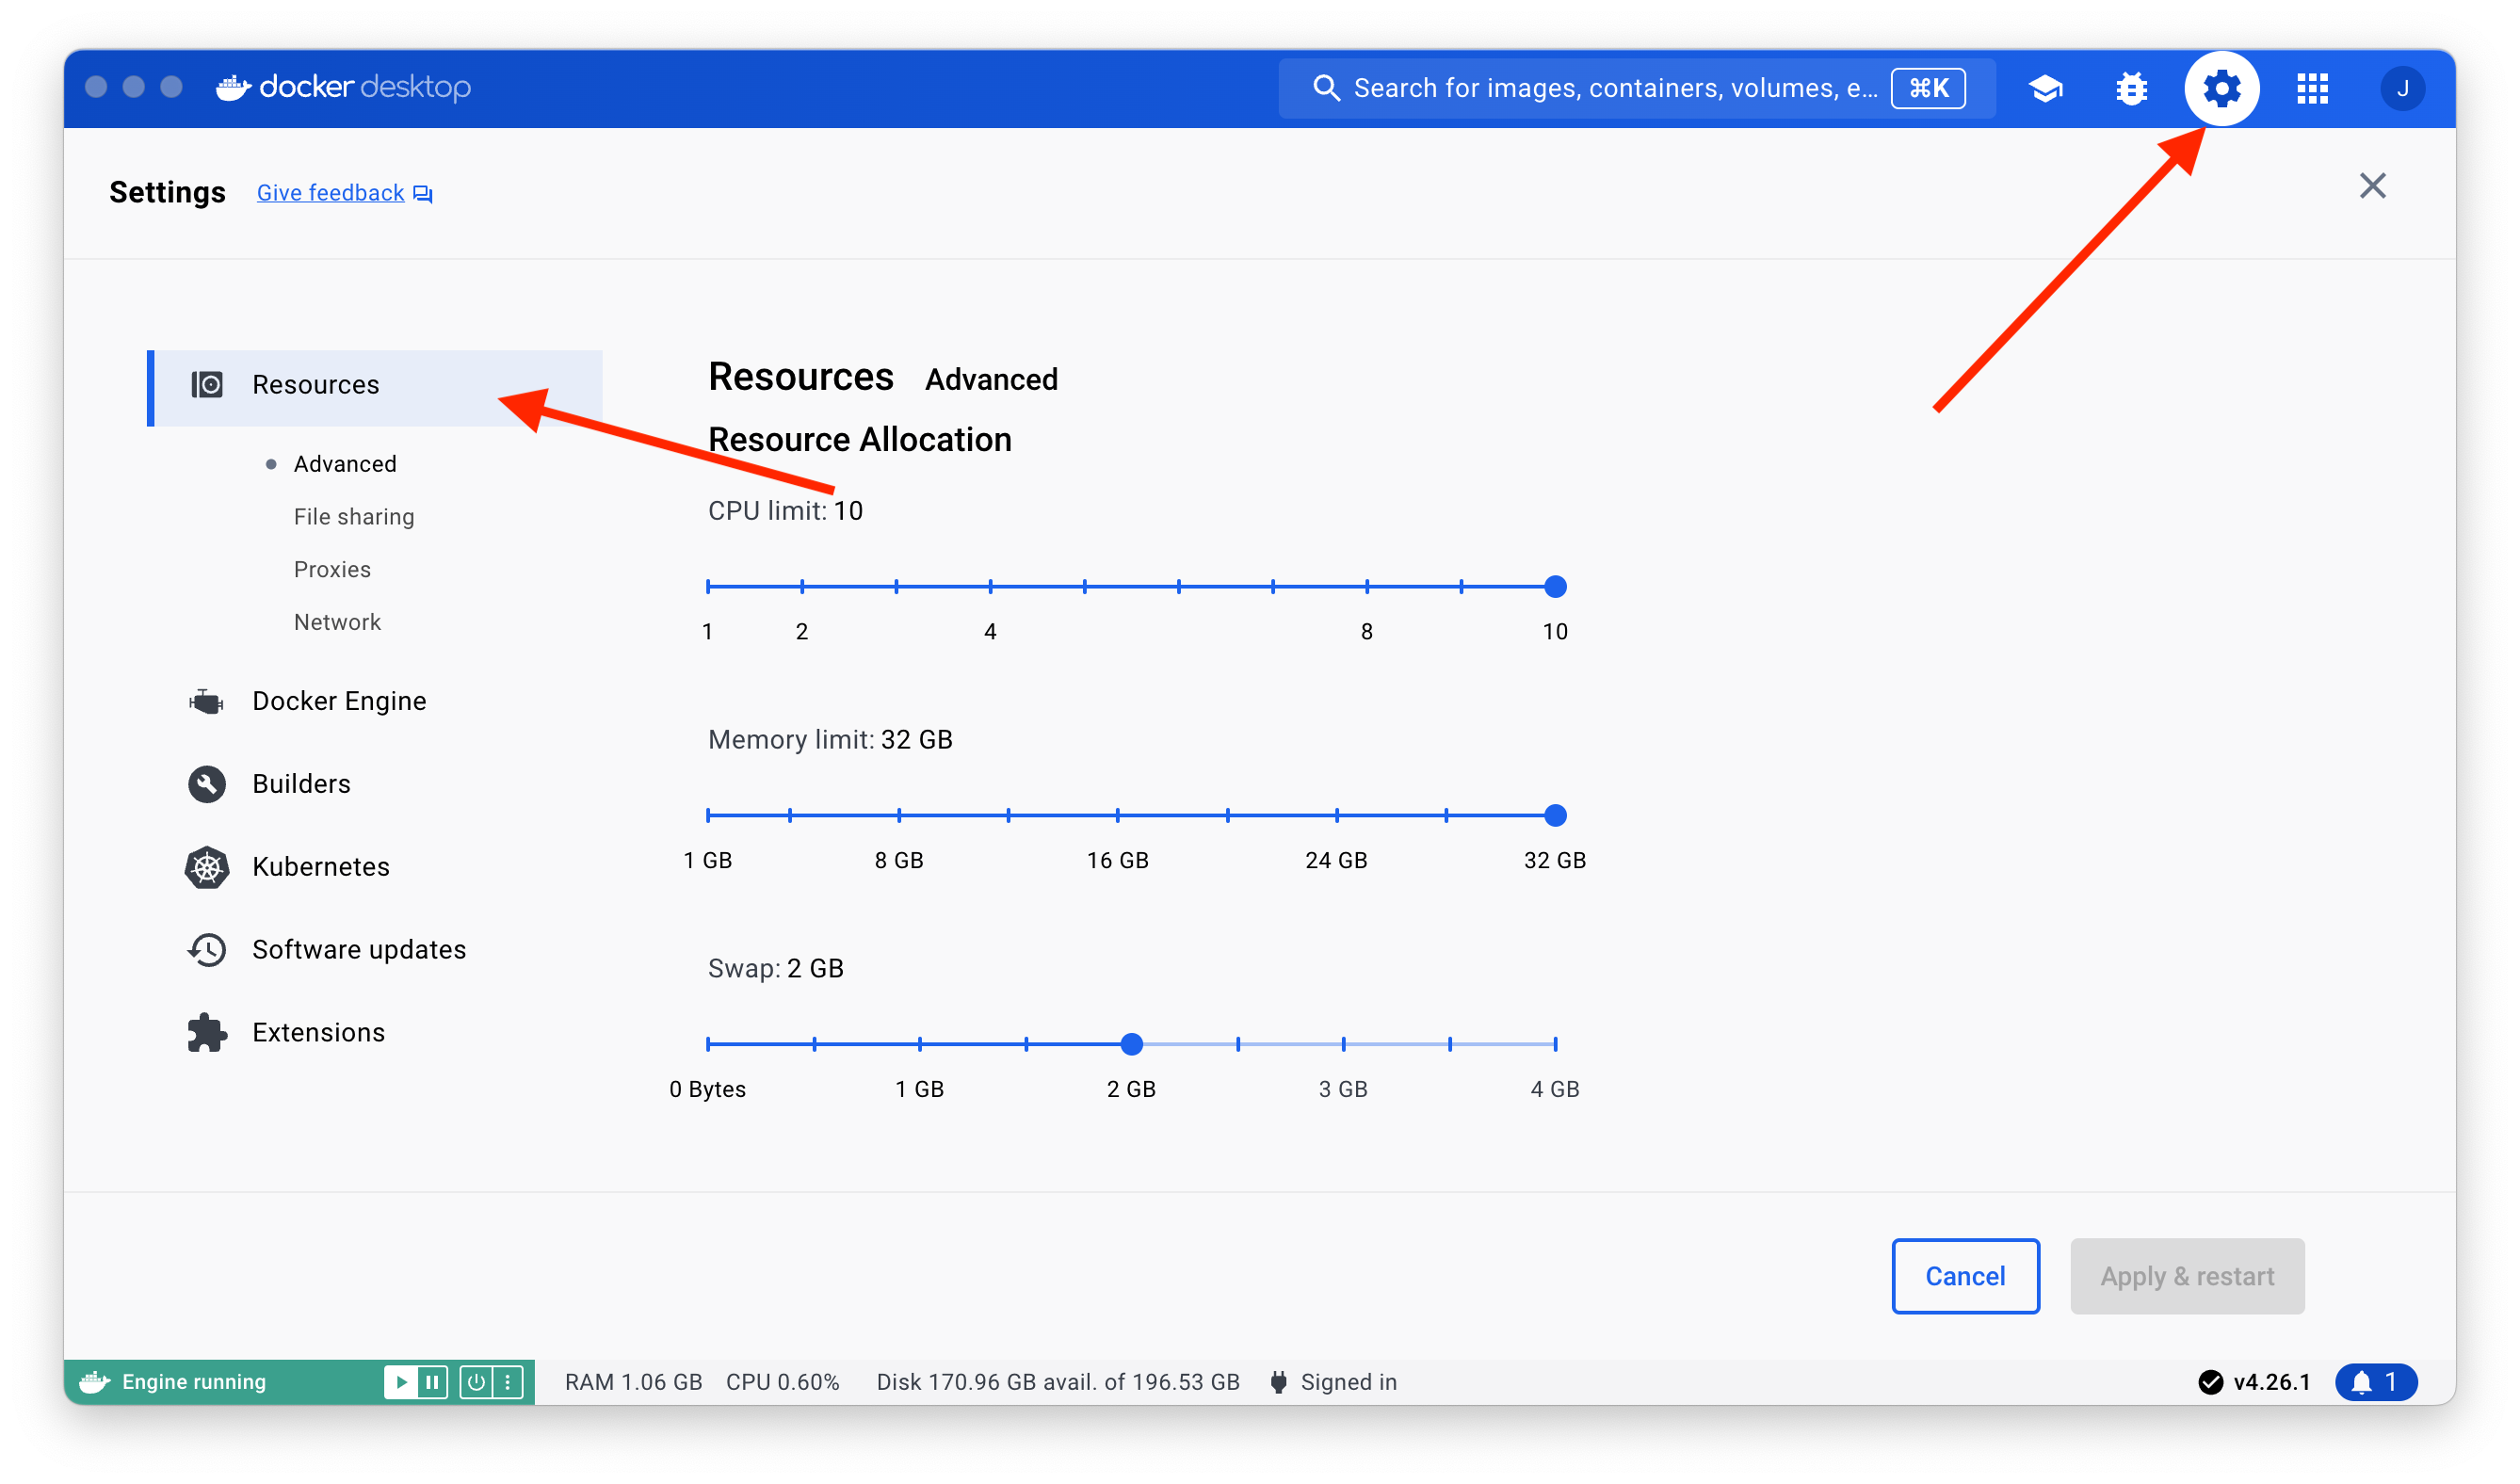 docker desktop
Search for images, containers, volumes, e... ⌘K
J
Settings Give feedback
Resources
Advanced
File sharing
Proxies
Network
Docker Engine
Builders
Kubernetes
Software updates
Extensions
Resources Advanced
Resource Allocation
CPU limit: 10
1 2 4 8 10
Memory limit: 32 GB
1 GB 8 GB 16 GB 24 GB 32 GB
Swap: 2 GB
0 Bytes 1 GB 2 GB 3 GB 4 GB
Cancel Apply & restart
Engine running RAM 1.06 GB CPU 0.60% Disk 170.96 GB avail. of 196.53 GB Signed in v4.26.1 1